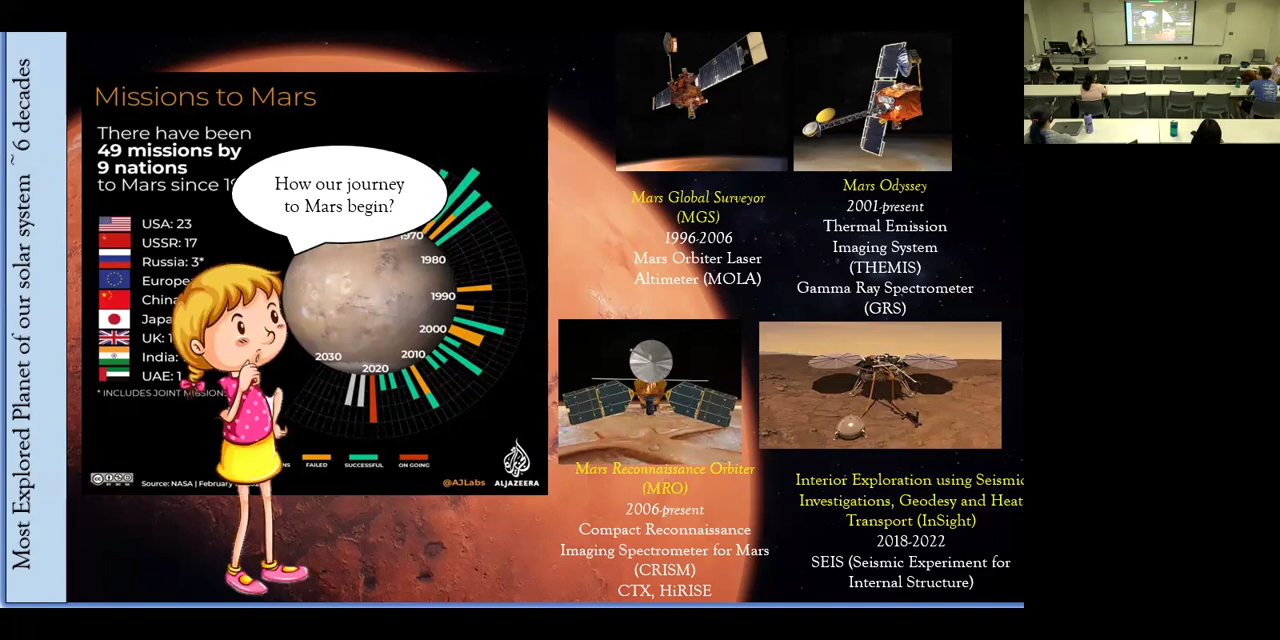 Most Explored Planet of our solar system ~ 6 decades
Missions to Mars
There have been
49 missions by
9 nations
to Mars since
How our journey
to Mars begin?
USA: 23
USSR: 17
Russia: 3*
Europe
China
UK:
India:
UAE: 1
* INCLUDES JOINT
1970
1980
1990
2000
2010
2020
2030
FAILED
SUCCESSFUL
ON GOING
Source: NASA | February
@AJLabs
ALJAZEERA
Mars Global Surveyor
(MGS)
1996-2006
Mars Orbiter Laser
Altimeter (MOLA)
Mars Odyssey
2001-present
Thermal Emission
Imaging System
(THEMIS)
Gamma Ray Spectrometer
(GRS)
Mars Reconnaissance Orbiter
(MRO)
2006-present
Compact Reconnaissance
Imaging Spectrometer for Mars
(CRISM)
CTX, HiRISE
Interior Exploration using Seismic
Investigations, Geodesy and Heat
Transport (InSight)
2018-2022
SEIS (Seismic Experiment for
Internal Structure)